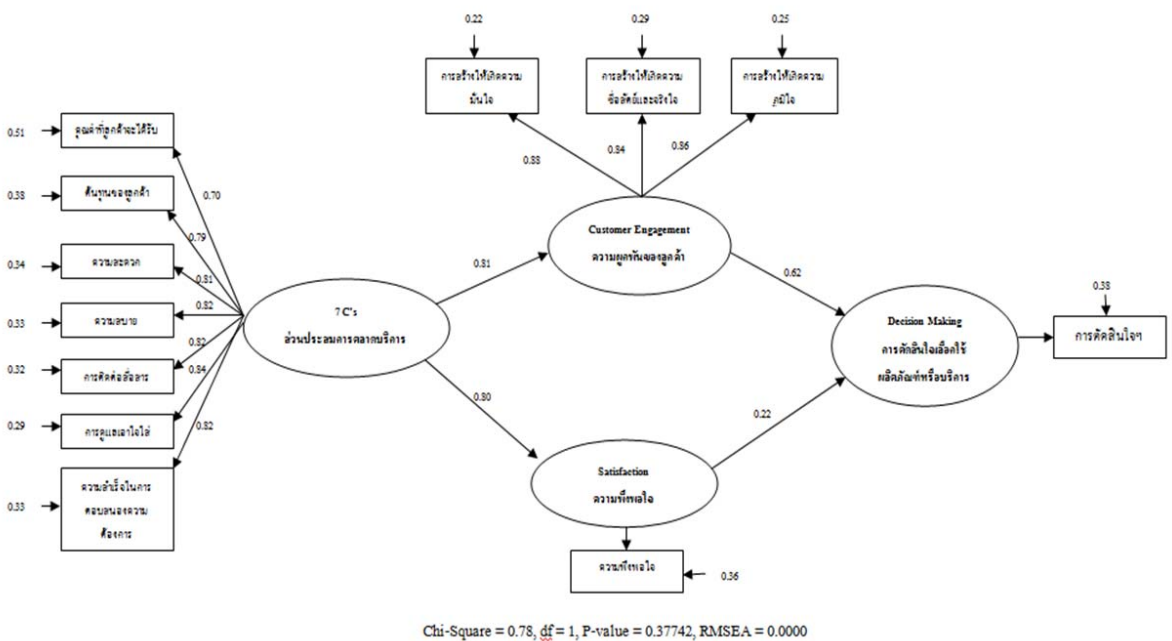 0.22
0.29
0.25
การสร้างให้เกิดความ
มั่นใจ
การสร้างให้เกิดความ
ซื่อสัตย์และจริงใจ
การสร้างให้เกิดความ
ภูมิใจ
0.88
0.84
0.86
0.51
คุณค่าที่ลูกค้าจะได้รับ
0.70
0.38
ต้นทุนของลูกค้า
0.79
0.34
ความสะดวก
0.81
0.33
ความสบาย
0.82
0.32
การติดต่อสื่อสาร
0.82
0.29
การดูแลเอาใจใส่
0.84
0.33
ความสำเร็จในการ
ตอบสนองความ
ต้องการ
0.82
7 C's
ส่วนประสมการตลาดบริการ
0.81
0.80
Customer Engagement
ความผูกพันของลูกค้า
0.62
Satisfaction
ความพึงพอใจ
0.22
ความพึงพอใจ
0.36
Decision Making
การตัดสินใจเลือกใช้
ผลิตภัณฑ์หรือบริการ
0.38
การตัดสินใจฯ
Chi-Square = 0.78, df = 1, P-value = 0.37742, RMSEA = 0.0000